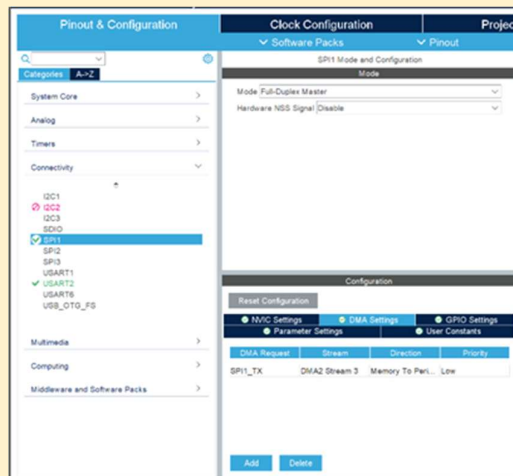 Pinout & Configuration
Clock Configuration
Projec
Software Packs
Pinout
Categories
A->Z
System Core
Analog
Timers
Connectivity
I2C1
I2C2
I2C3
SDIO
SPI1
SPI2
SPI3
USART1
USART2
USART6
USB_OTG_FS
Multimedia
Computing
Middleware and Software Packs
SPI1 Mode and Configuration
Mode
Mode Full-Duplex Master
Hardware NSS Signal Disable
Configuration
Reset Configuration
NVIC Settings
DMA Settings
GPIO Settings
Parameter Settings
User Constants
DMA Request Stream Direction Priority
SPI1_TX DMA2 Stream 3 Memory To Peri... Low
Add
Delete